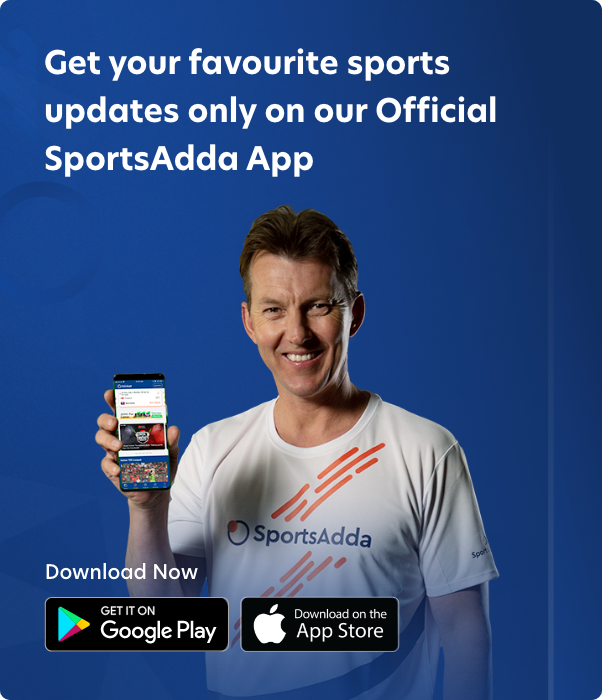 Get your favourite sports
updates only on our Official
SportsAdda App
SportsAdda
Download Now
GET IT ON
Google Play
Download on the
App Store